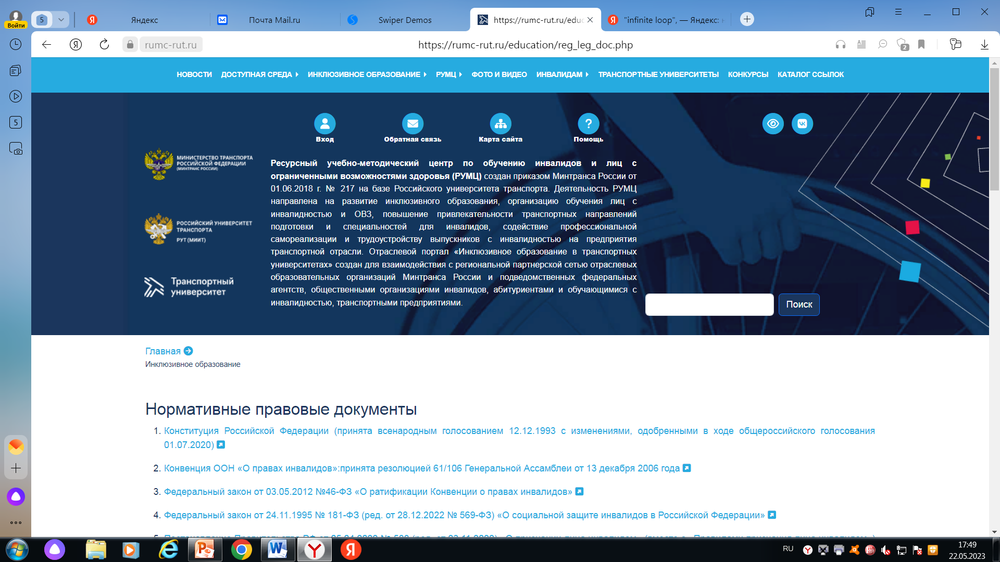 5
Яндекс
Почта Mail.ru
Swiper Demos
https://rumc-rut.ru/educ
"infinite loop", — Яндекс:
Войти
rumc-rut.ru
https://rumc-rut.ru/education/reg_leg_doc.php
2
5
НОВОСТИ ДОСТУПНАЯ СРЕДА ИНКЛЮЗИВНОЕ ОБРАЗОВАНИЕ РУМЦ ФОТО И ВИДЕО ИНВАЛИДАМ ТРАНСПОРТНЫЕ УНИВЕРСИТЕТЫ КОНКУРСЫ КАТАЛОГ ССЫЛОК
Вход
Обратная связь
Карта сайта
Помощь
МИНИСТЕРСТВО ТРАНСПОРТА
РОССИЙСКОЙ ФЕДЕРАЦИИ
(МИНТРАНС РОССИИ)
РОССИЙСКИЙ УНИВЕРСИТЕТ
ТРАНСПОРТА
РУТ (МИИТ)
Транспортный
университет
Ресурсный учебно-методический центр по обучению инвалидов и лиц с
ограниченными возможностями здоровья (РУМЦ) создан приказом Минтранса России от
01.06.2018 г. № 217 на базе Российского университета транспорта. Деятельность РУМЦ
направлена на развитие инклюзивного образования, организацию обучения лиц с
инвалидностью и ОВЗ, повышение привлекательности транспортных направлений
подготовки и специальностей для инвалидов, содействие профессиональной
самореализации и трудоустройству выпускников с инвалидностью на предприятия
транспортной отрасли. Отраслевой портал «Инклюзивное образование в транспортных
университетах» создан для взаимодействия с региональной партнерской сетью отраслевых
образовательных организаций Минтранса России и подведомственных федеральных
агентств, общественными организациями инвалидов, абитуриентами и обучающимися с
инвалидностью, транспортными предприятиями.
Поиск
Главная
Инклюзивное образование
Нормативные правовые документы
1. Конституция Российской Федерации (принята всенародным голосованием 12.12.1993 с изменениями, одобренными в ходе общероссийского голосования
01.07.2020)
2. Конвенция ООН «О правах инвалидов»:принята резолюцией 61/106 Генеральной Ассамблеи от 13 декабря 2006 года
3. Федеральный закон от 03.05.2012 №46-ФЗ «О ратификации Конвенции о правах инвалидов»
4. Федеральный закон от 24.11.1995 № 181-ФЗ (ред. от 28.12.2022 № 569-ФЗ) «О социальной защите инвалидов в Российской Федерации»
RU
17:49
22.05.2023